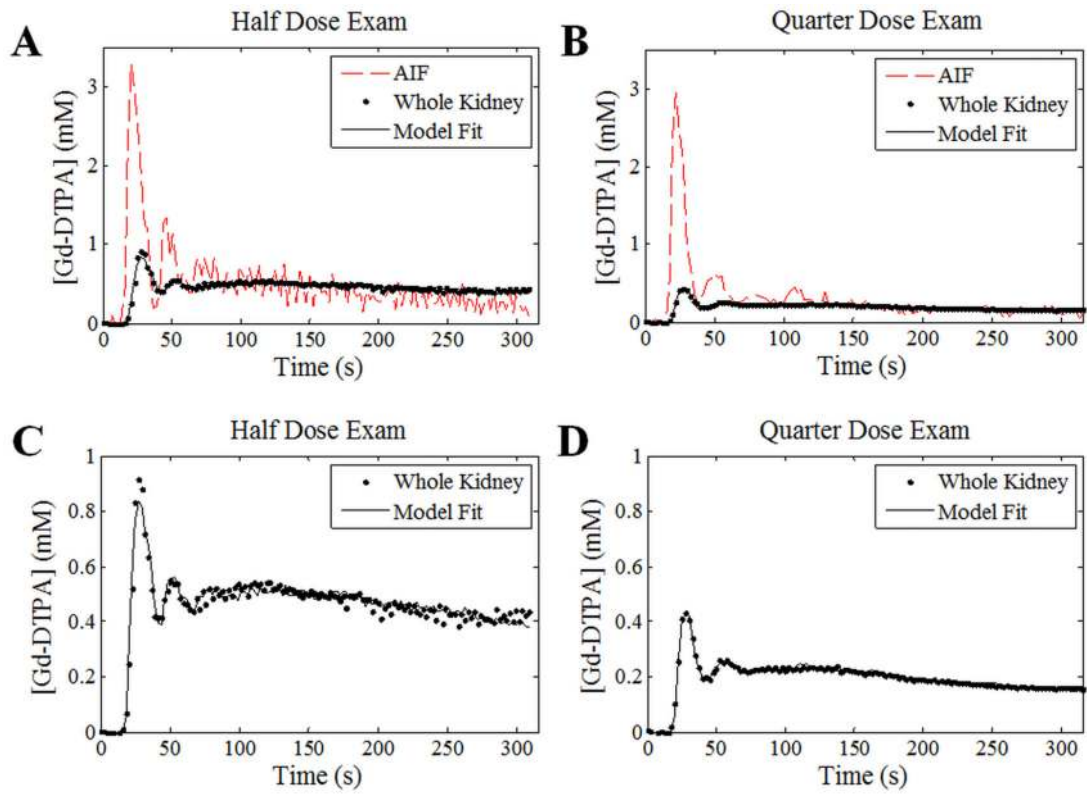 A
Half Dose Exam
[Gd-DTPA] (mM)
3
2
1
0
AIF
Whole Kidney
Model Fit
0 50 100 150 200 250 300
Time (s)
B
Quarter Dose Exam
[Gd-DTPA] (mM)
3
2
1
0
AIF
Whole Kidney
Model Fit
0 50 100 150 200 250 300
Time (s)
C
Half Dose Exam
[Gd-DTPA] (mM)
1
0.8
0.6
0.4
0.2
0
Whole Kidney
Model Fit
0 50 100 150 200 250 300
Time (s)
D
Quarter Dose Exam
[Gd-DTPA] (mM)
1
0.8
0.6
0.4
0.2
0
Whole Kidney
Model Fit
0 50 100 150 200 250 300
Time (s)